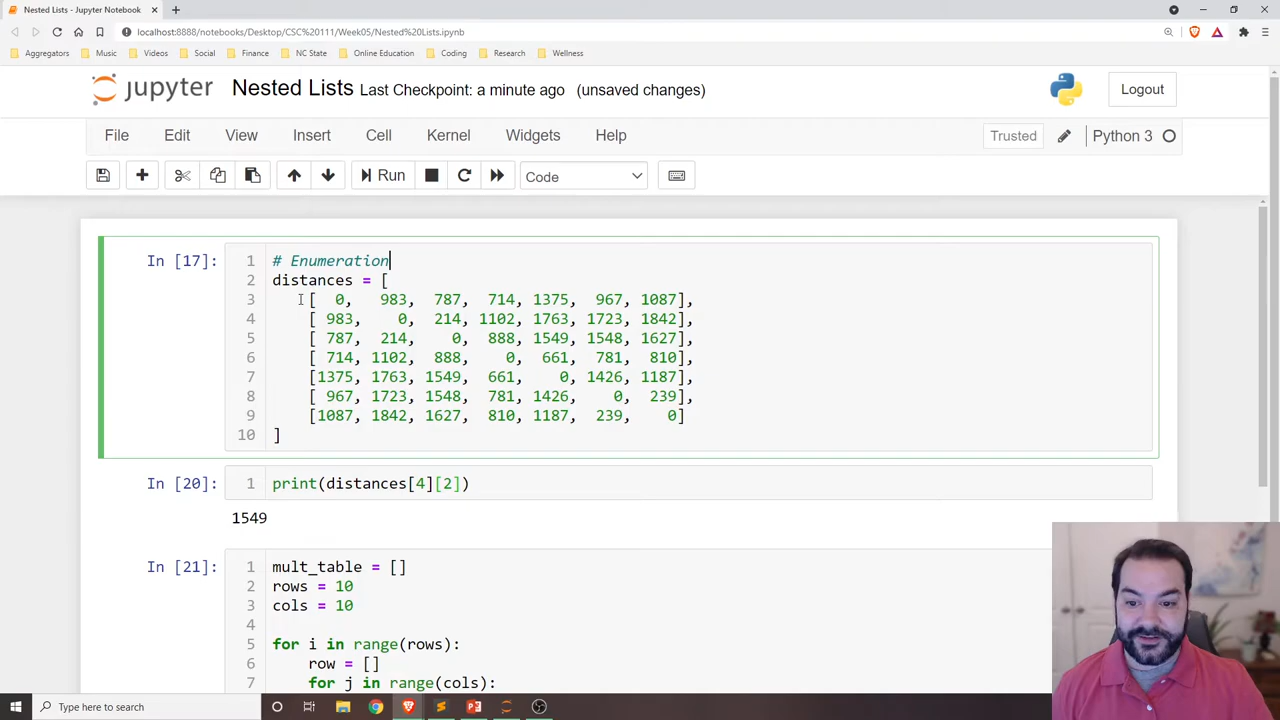 Nested Lists - Jupyter Notebook
localhost:8888/notebooks/Desktop/CSC%20111/Week05/Nested%20Lists.ipynb
Aggregators Music Videos Social Finance NC State Online Education Coding Research Wellness
jupyter Nested Lists Last Checkpoint: a minute ago (unsaved changes) Logout
File Edit View Insert Cell Kernel Widgets Help Trusted Python 3
Run Code
In [17]: 1 # Enumeration
2 distances = [
3 [ 0, 983, 787, 714, 1375, 967, 1087],
4 [ 983, 0, 214, 1102, 1763, 1723, 1842],
5 [ 787, 214, 0, 888, 1549, 1548, 1627],
6 [ 714, 1102, 888, 0, 661, 781, 810],
7 [1375, 1763, 1549, 661, 0, 1426, 1187],
8 [ 967, 1723, 1548, 781, 1426, 0, 239],
9 [1087, 1842, 1627, 810, 1187, 239, 0]
10 ]
In [20]: 1 print(distances[4][2])
1549
In [21]: 1 mult_table = []
2 rows = 10
3 cols = 10
4
5 for i in range(rows):
6 row = []
7 for j in range(cols):
Type here to search